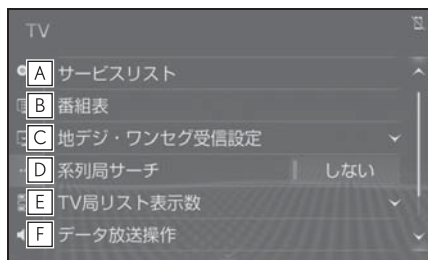 TV
A サービスリスト
B 番組表
C 地デジ・ワンセグ受信設定
D 系列局サーチ しない
E TV局リスト表示数
F データ放送操作